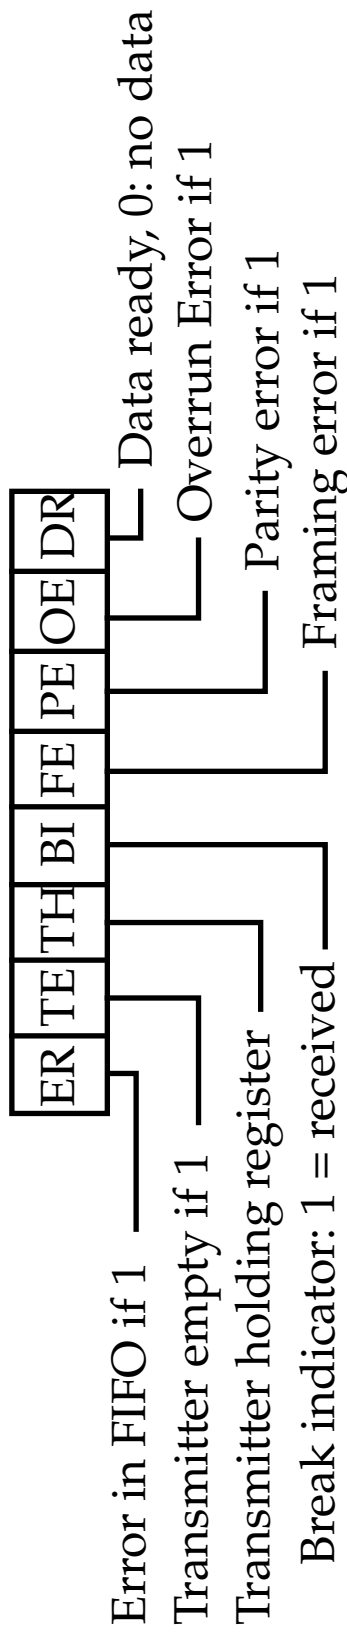 ER TE TH BI FE PE OE DR
Error in FIFO if 1
Transmitter empty if 1
Transmitter holding register
Break indicator: 1 = received
Data ready, 0: no data
Overrun Error if 1
Parity error if 1
Framing error if 1